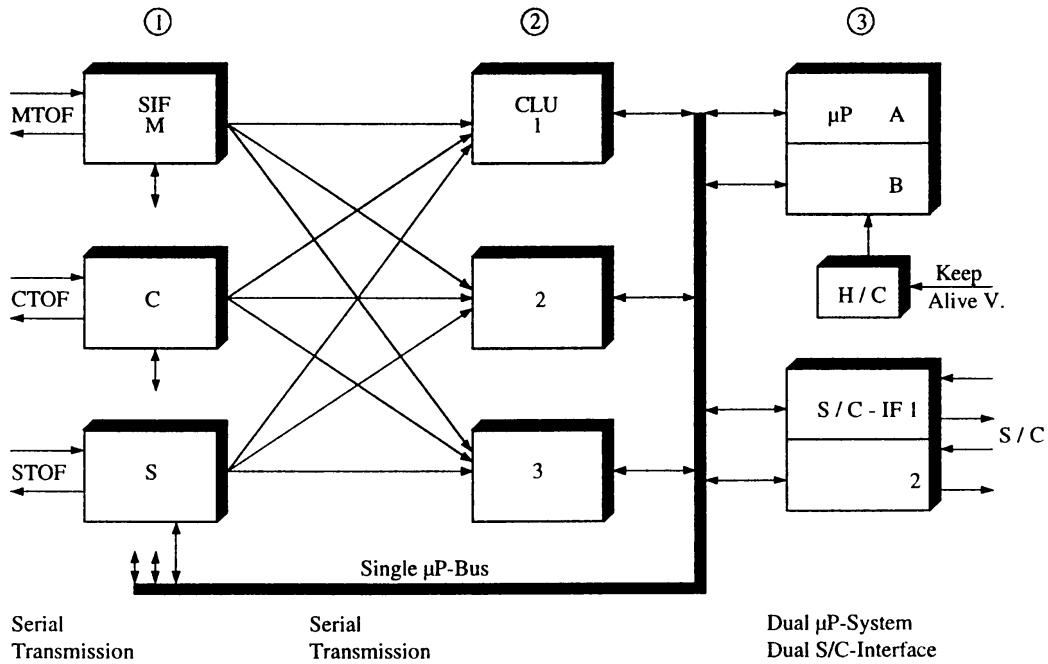 ① ② ③
MTOF
SIF
M
CLU
1
µP A
B
CTOF
C
2
H / C
Keep
Alive V.
STOF
S
3
S / C - IF 1
2
S / C
Single µP-Bus
Serial
Transmission
Serial
Transmission
Dual µP-System
Dual S/C-Interface